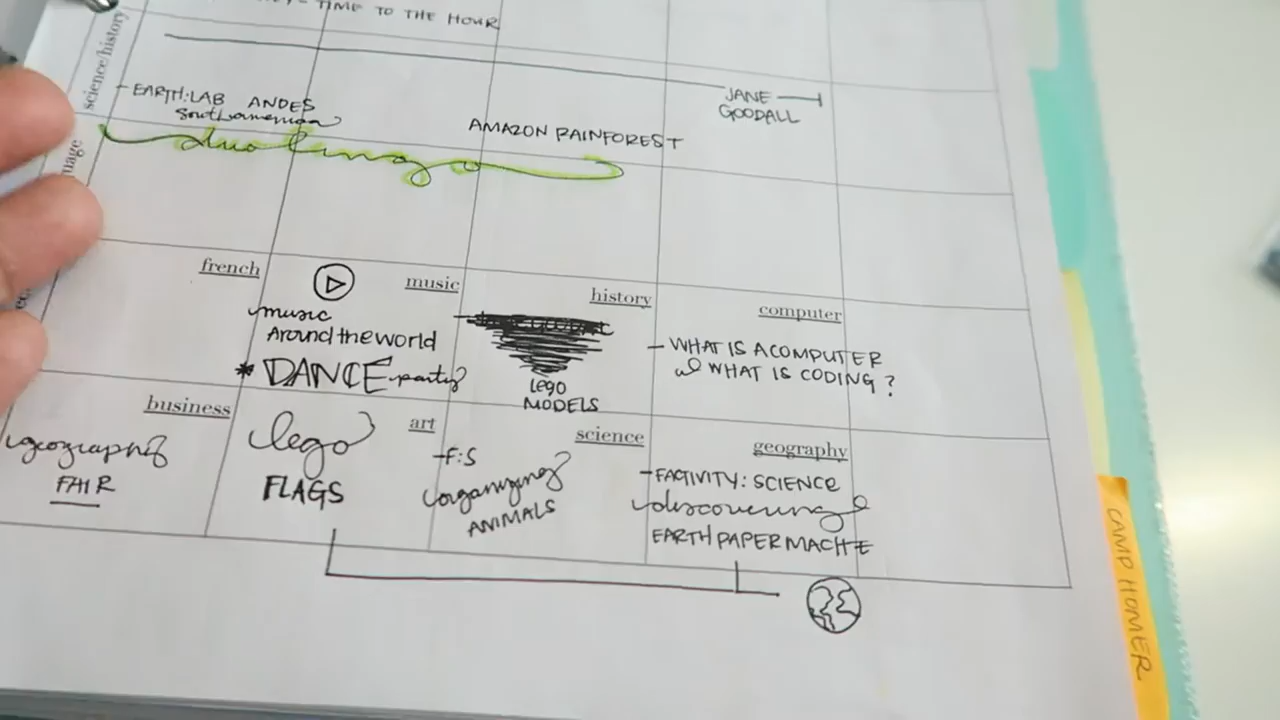 TIME TO THE HOUR
science/history
- EARTH:LAB ANDES
South america
AMAZON RAINFOREST
JANE
GOODALL
duolingo
french
music
history
computer
music
Around the world
* DANCE party
LEGO
MODELS
- WHAT IS A COMPUTER
WHAT IS CODING?
business
art
science
geography
geography
FAIR
lego
FLAGS
- F:S
organizing
ANIMALS
- FACTIVITY: SCIENCE
discovering
EARTH PAPER MACHE
CAMP HOMER